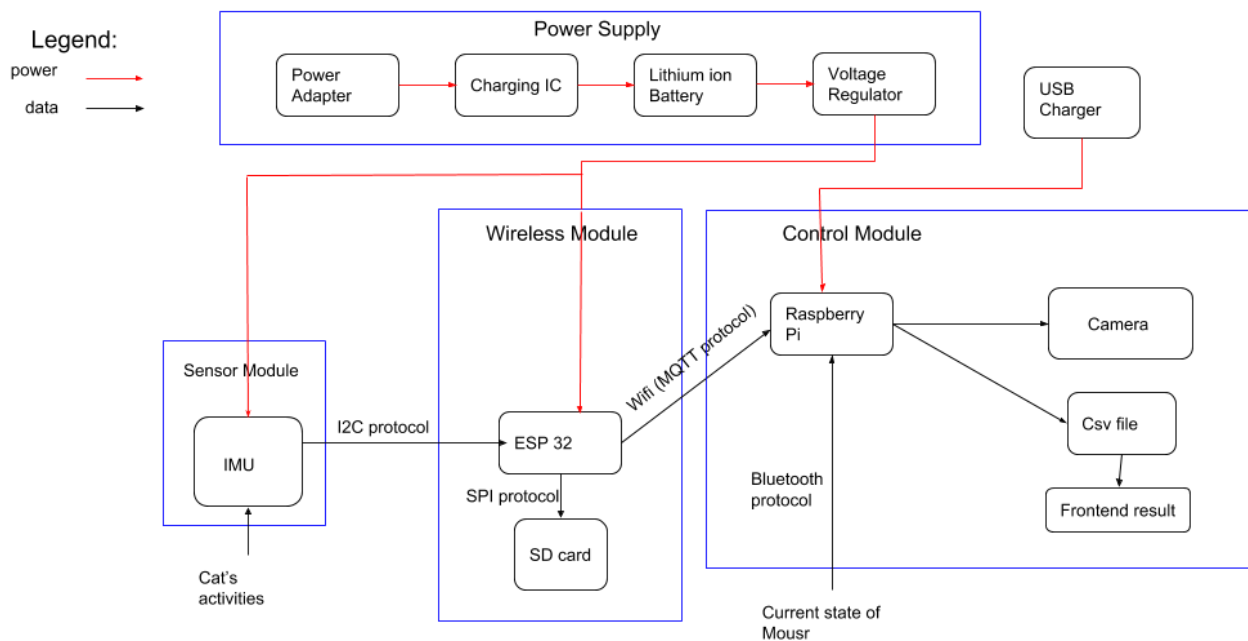 Legend:
power
data
Power Supply
Power
Adapter
Charging IC
Lithium ion
Battery
Voltage
Regulator
USB
Charger
Wireless Module
Control Module
Sensor Module
IMU
I2C protocol
ESP 32
SPI protocol
SD card
Wifi (MQTT protocol)
Raspberry
Pi
Camera
Csv file
Frontend result
Bluetooth
protocol
Cat's
activities
Current state of
Mousr